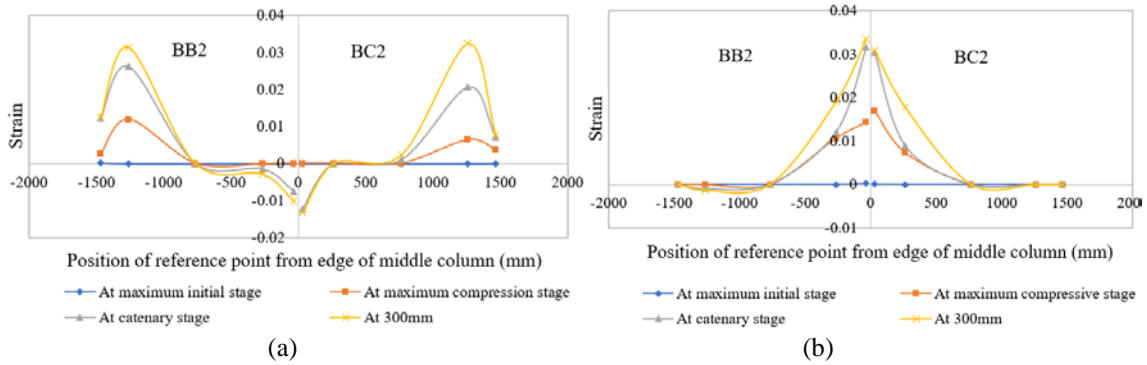 0.04
0.03
BB2
BC2
0.02
0.01
Strain
0
-2000 -1500 -1000 -500 0 500 1000 1500 2000
-0.01
-0.02
Position of reference point from edge of middle column (mm)
At maximum initial stage At maximum compression stage
At catenary stage At 300mm
(a)
0.04
BB2
0.03
BC2
0.02
Strain
0.01
0
-2000 -1500 -1000 -500 0 500 1000 1500 2000
-0.01
Position of reference point from edge of middle column (mm)
At maximum initial stage At maximum compressive stage
At catenary stage At 300mm
(b)